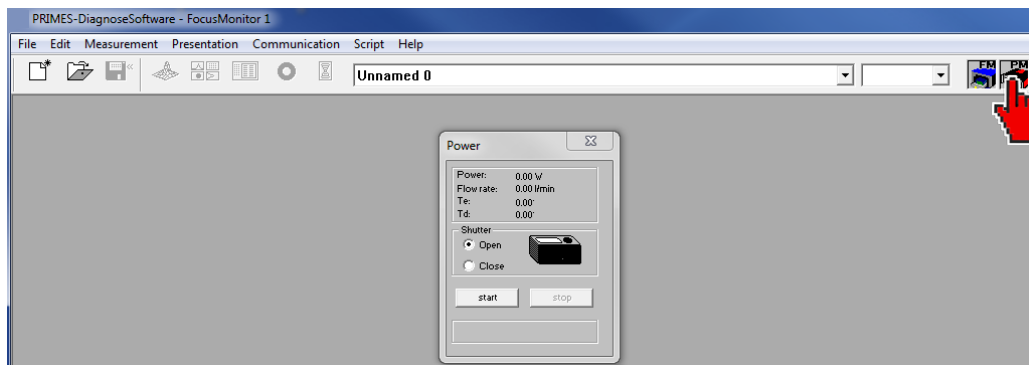 PRIMES-DiagnoseSoftware - FocusMonitor 1
File Edit Measurement Presentation Communication Script Help
Unnamed 0
FM PM
Power
Power: 0.00 W
Flow rate: 0.00 l/min
Te: 0.00°
Td: 0.00°
Shutter
Open
Close
start stop